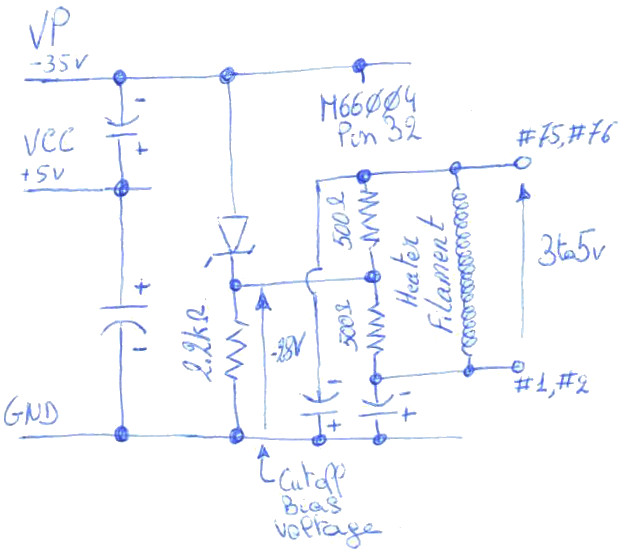 VP
-35v
M66004
Pin 32
VCC
+5v
#75,#76
500Ω
Heater
Filament
3to5v
2.2kΩ
-28V
500Ω
#1,#2
GND
Cutoff
Bias
voltage